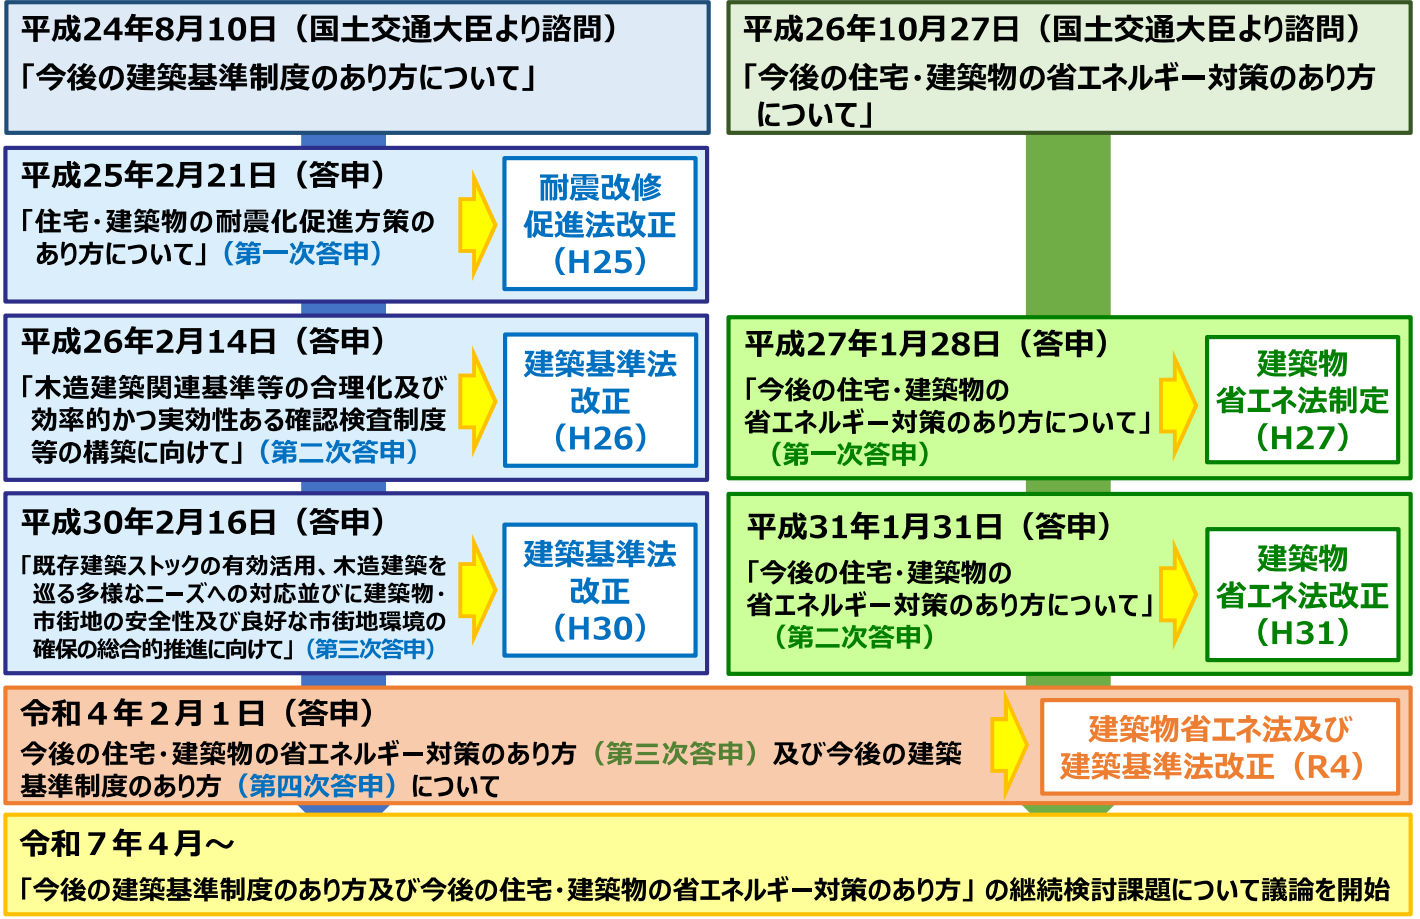 平成24年8月10日（国土交通大臣より諮問）
「今後の建築基準制度のあり方について」
平成26年10月27日（国土交通大臣より諮問）
「今後の住宅・建築物の省エネルギー対策のあり方
について」
平成25年2月21日（答申）
「住宅・建築物の耐震化促進方策の
あり方について」（第一次答申）
耐震改修
促進法改正
（H25）
平成26年2月14日（答申）
「木造建築関連基準等の合理化及び
効率的かつ実効性ある確認検査制度
等の構築に向けて」（第二次答申）
建築基準法
改正
（H26）
平成27年1月28日（答申）
「今後の住宅・建築物の
省エネルギー対策のあり方について」
（第一次答申）
建築物
省エネ法制定
（H27）
平成30年2月16日（答申）
「既存建築ストックの有効活用、木造建築を
巡る多様なニーズへの対応並びに建築物・
市街地の安全性及び良好な市街地環境の
確保の総合的推進に向けて」（第三次答申）
建築基準法
改正
（H30）
平成31年1月31日（答申）
「今後の住宅・建築物の
省エネルギー対策のあり方について」
（第二次答申）
建築物
省エネ法改正
（H31）
令和４年２月１日（答申）
今後の住宅・建築物の省エネルギー対策のあり方（第三次答申）及び今後の建築
基準制度のあり方（第四次答申）について
建築物省エネ法及び
建築基準法改正（R4）
令和７年４月～
「今後の建築基準制度のあり方及び今後の住宅・建築物の省エネルギー対策のあり方」の継続検討課題について議論を開始